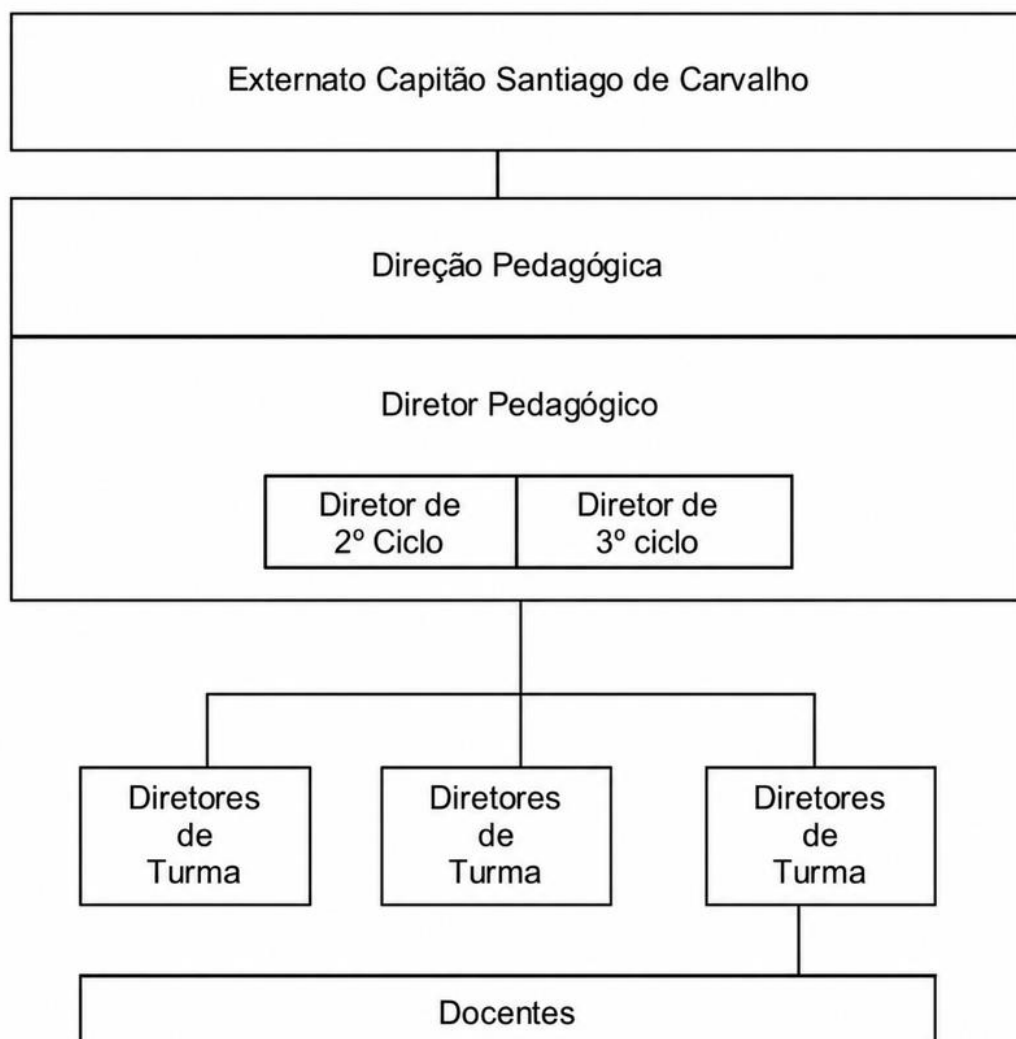 Externato Capitão Santiago de Carvalho
Direção Pedagógica
Diretor Pedagógico
Diretor de
2º Ciclo
Diretor de
3º ciclo
Diretores
de
Turma
Diretores
de
Turma
Diretores
de
Turma
Docentes